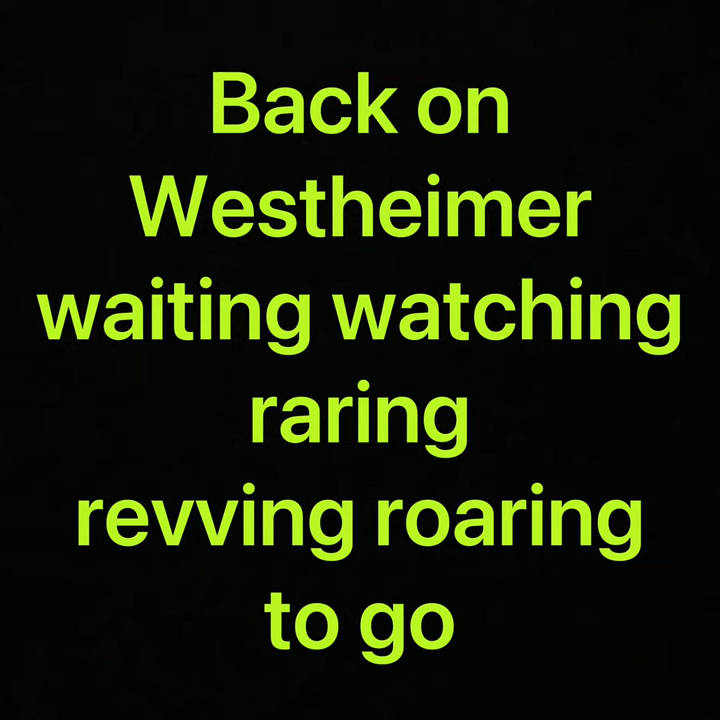 Back on
Westheimer
waiting watching
raring
revving roaring
to go